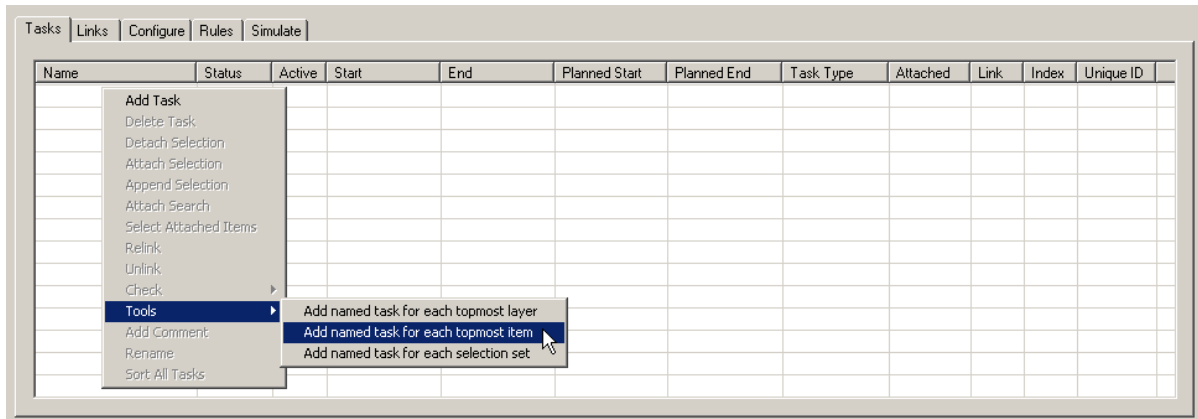 Tasks Links Configure Rules Simulate
Name Status Active Start End Planned Start Planned End Task Type Attached Link Index Unique ID
Add Task
Delete Task
Detach Selection
Attach Selection
Append Selection
Attach Search
Select Attached Items
Relink
Unlink
Check
Tools
Add named task for each topmost layer
Add named task for each topmost item
Add named task for each selection set
Add Comment
Rename
Sort All Tasks